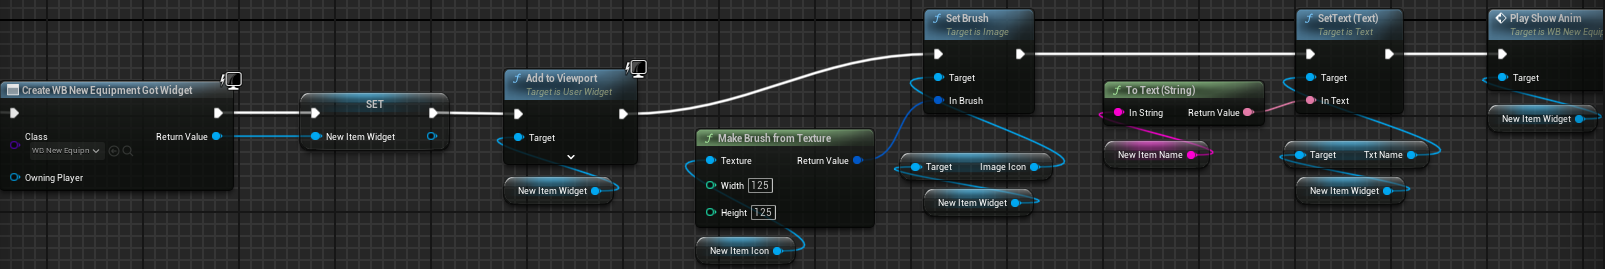 Create WB New Equipment Got Widget
Class
Return Value
WB New Equipn
Owning Player
SET
New Item Widget
Add to Viewport
Target is User Widget
Target
New Item Widget
Make Brush from Texture
Texture
Return Value
Width
125
Height
125
New Item Icon
Set Brush
Target is Image
Target
In Brush
Target
Image Icon
New Item Widget
To Text (String)
In String
Return Value
New Item Name
SetText (Text)
Target is Text
Target
In Text
Target
Txt Name
New Item Widget
Play Show Anim
Target is WB New Equip
Target
New Item Widget